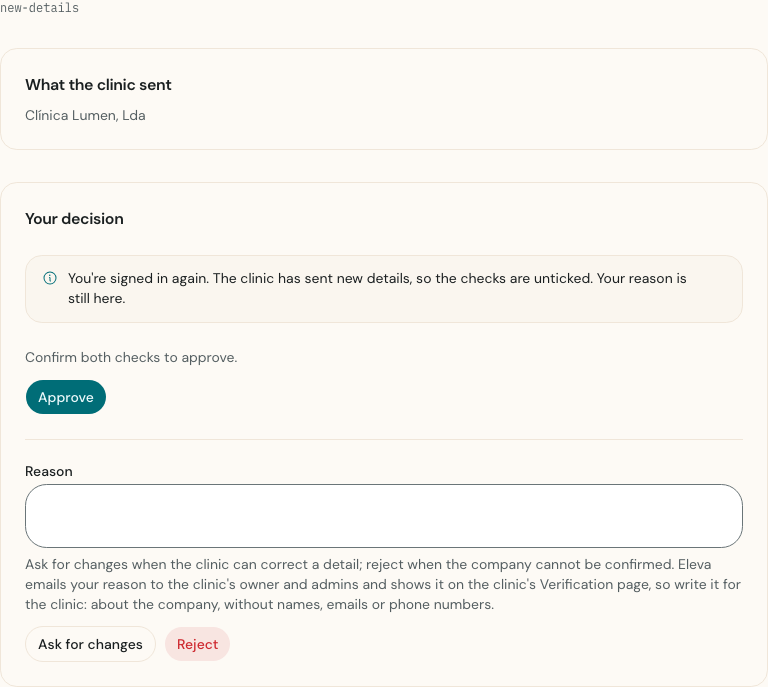 new-details
What the clinic sent
Clínica Lumen, Lda
Your decision
You're signed in again. The clinic has sent new details, so the checks are unticked. Your reason is
still here.
Confirm both checks to approve.
Approve
Reason
Ask for changes when the clinic can correct a detail; reject when the company cannot be confirmed. Eleva
emails your reason to the clinic's owner and admins and shows it on the clinic's Verification page, so write it for
the clinic: about the company, without names, emails or phone numbers.
Ask for changes
Reject